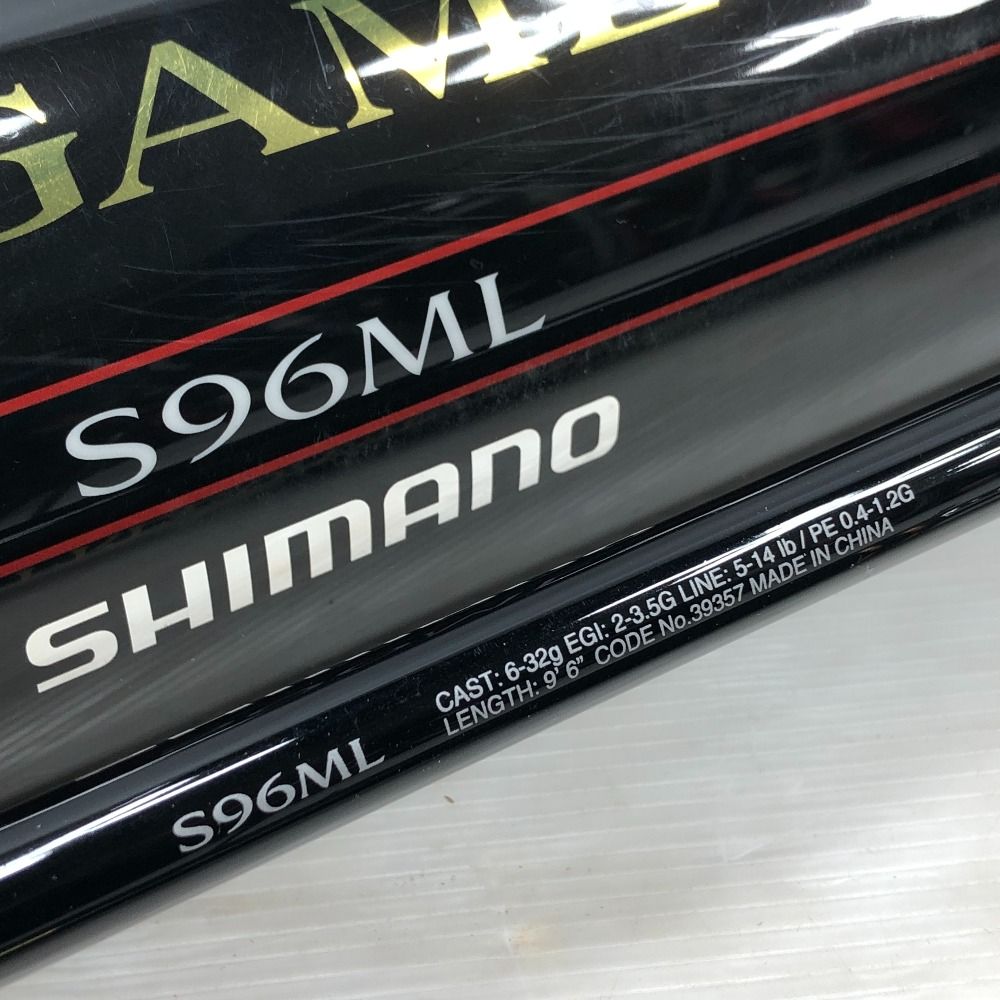 GAME
S96ML
SHIMANO
CAST: 6-32g EGI: 2-3.5G LINE: 5-14 lb / PE 0.4-1.2G
LENGTH: 9' 6" CODE No.39357 MADE IN CHINA
S96ML